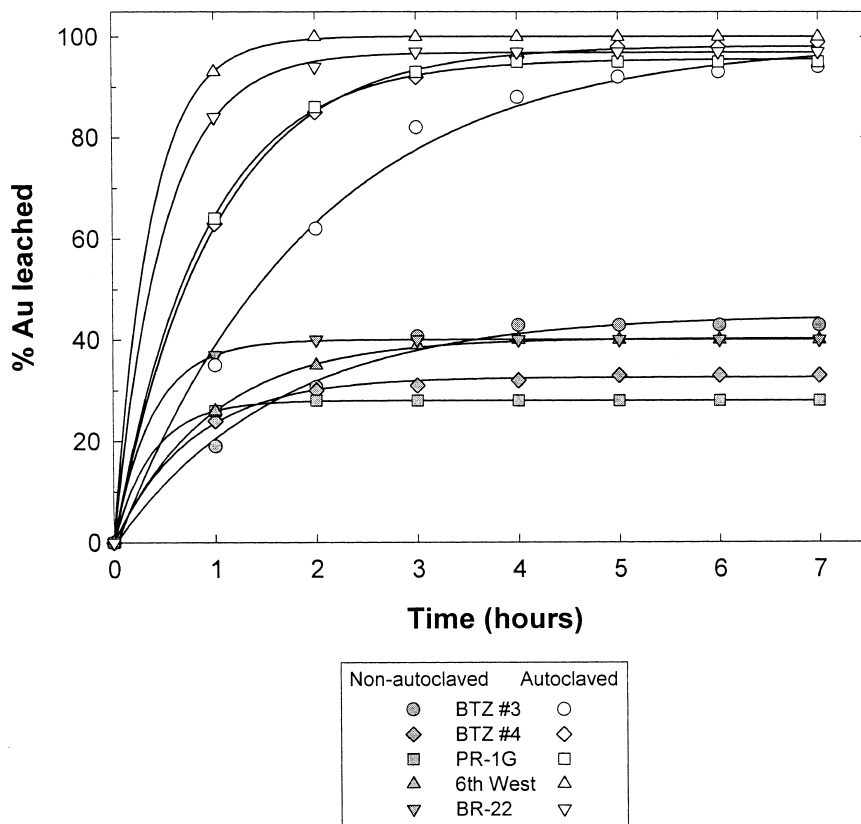 100
80
60
40
20
0
% Au leached
0 1 2 3 4 5 6 7
Time (hours)
Non-autoclaved Autoclaved
BTZ #3
BTZ #4
PR-1G
6th West
BR-22